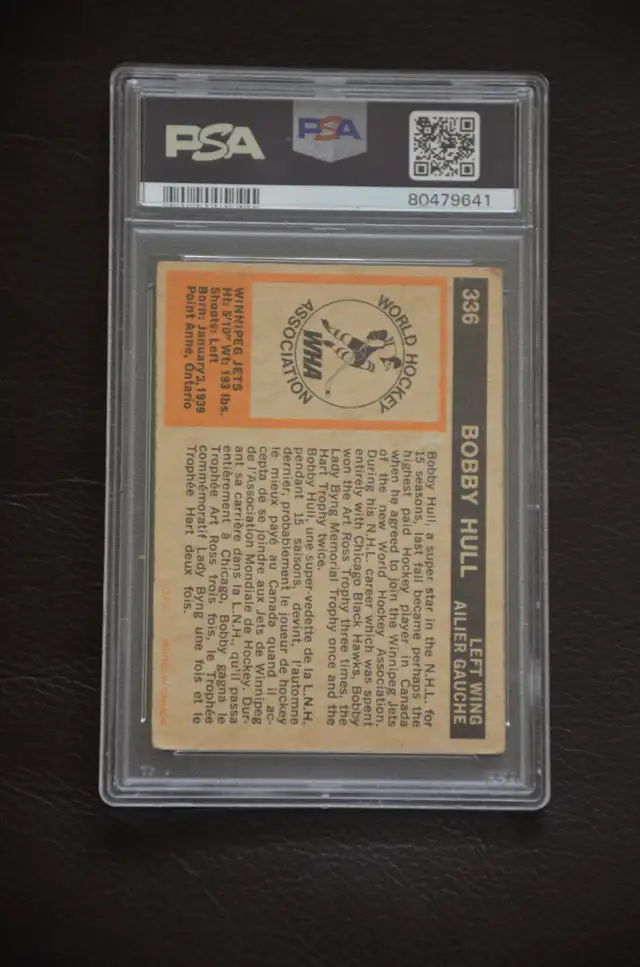 PSA
PSA
80479641
336 BOBBY HULL LEFT WING
AILIER GAUCHE
WORLD HOCKEY
ASSOCIATION
WHA
WINNIPEG JETS
Ht: 5'10" Wt: 193 lbs.
Shoots: Left
Born: January 3, 1939
Point Anne, Ontario
Bobby Hull, a super star in the N.H.L. for
15 seasons, last fall became perhaps the
highest paid Hockey player in Canada
when he agreed to join the Winnipeg Jets
of the new World Hockey Association.
During his N.H.L. career which was spent
entirely with Chicago Black Hawks, Bobby
won the Art Ross Trophy three times, the
Lady Byng Memorial Trophy once and the
Hart Trophy twice.
Bobby Hull, une super-vedette de la L.N.H.
pendant 15 saisons, devint, l'automne
dernier, probablement le joueur de hockey
le mieux payé au Canada quand il ac-
cepta de se joindre aux Jets de Winnipeg
de l'Association Mondiale de Hockey. Dur-
ant sa carrière dans la L.N.H., qu'il passa
entièrement à Chicago, Bobby gagna le
Trophée Art Ross trois fois, le Trophée
commémoratif Lady Byng une fois et le
Trophée Hart deux fois.